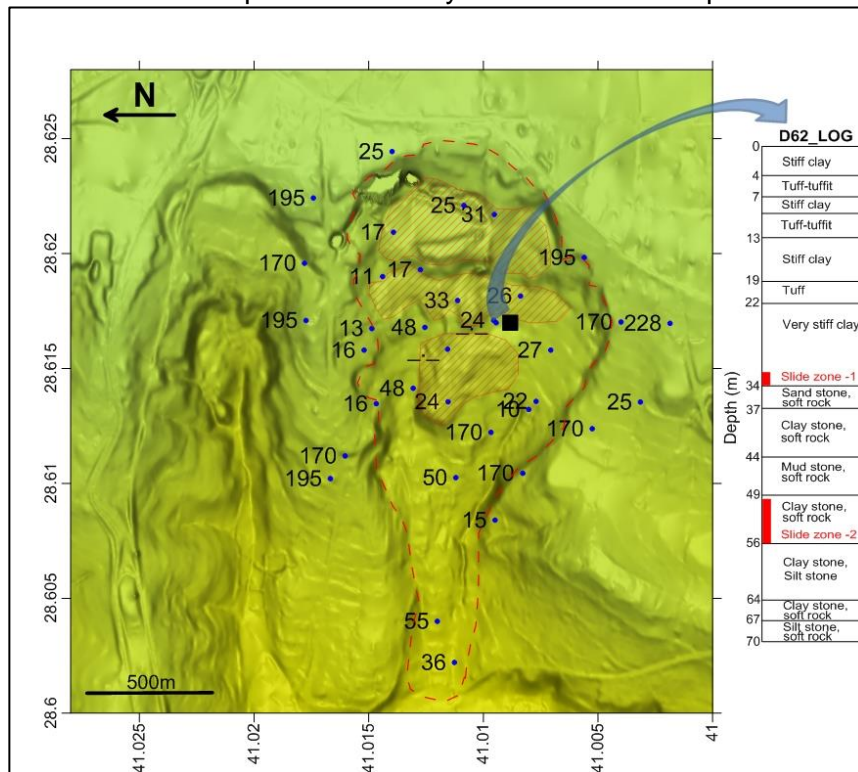 N
28.625
28.62
28.615
28.61
28.605
28.6
41.025
41.02
41.015
41.01
41.005
41
500m
25
195
25
31
17
170
195
11
17
26
33
195
13
48
24
170
228
16
27
48
16
24
22
10
25
170
170
170
195
50
170
15
55
36
D62_LOG
Depth (m)
0
Stiff clay
4
Tuff-tuffit
7
Stiff clay
Tuff-tuffit
13
Stiff clay
19
Tuff
22
Very stiff clay
Slide zone -1
34
Sand stone,
soft rock
37
Clay stone,
soft rock
44
Mud stone,
soft rock
49
Clay stone,
soft rock
Slide zone -2
56
Clay stone,
Silt stone
64
Clay stone,
soft rock
67
Silt stone,
soft rock
70